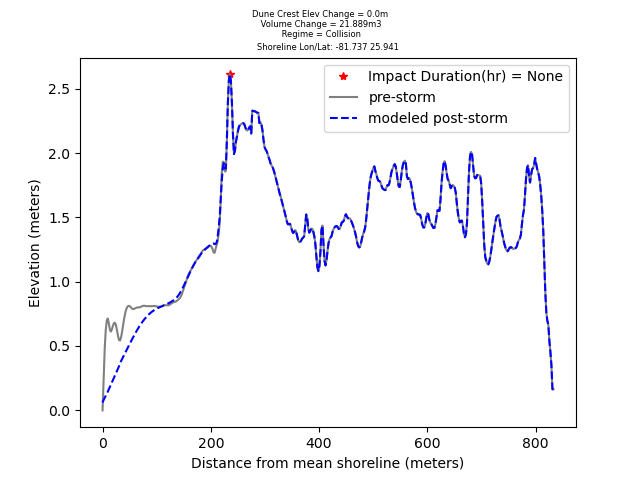 Dune Crest Elev Change = 0.0m
Volume Change = 21.889m3
Regime = Collision
Shoreline Lon/Lat: -81.737 25.941
Impact Duration(hr) = None
pre-storm
modeled post-storm
Elevation (meters)
2.5
2.0
1.5
1.0
0.5
0.0
0 200 400 600 800
Distance from mean shoreline (meters)